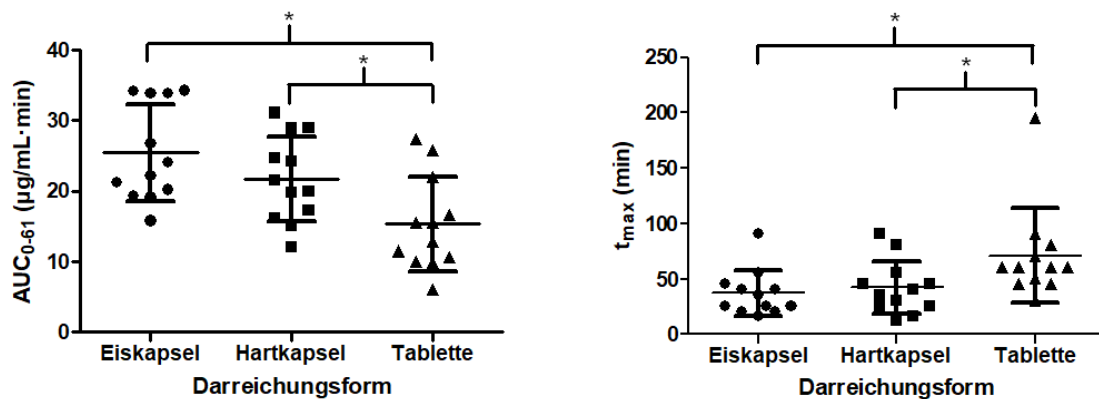 *
*
AUC0-61 (µg/mL·min)
40
30
20
10
0
Eiskapsel Hartkapsel Tablette
Darreichungsform
*
*
tmax (min)
250
200
150
100
50
0
Eiskapsel Hartkapsel Tablette
Darreichungsform